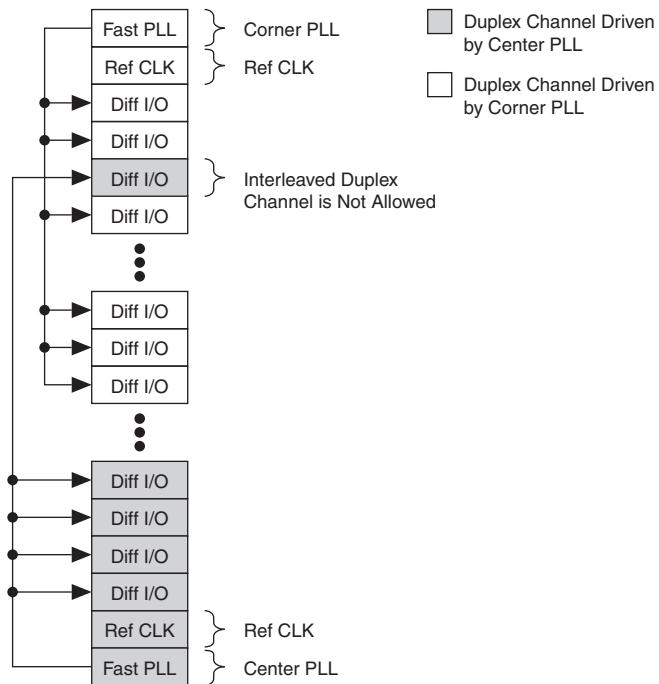 Fast PLL
Corner PLL
Ref CLK
Ref CLK
Diff I/O
Diff I/O
Diff I/O
Interleaved Duplex
Channel is Not Allowed
Diff I/O
Diff I/O
Diff I/O
Diff I/O
Diff I/O
Diff I/O
Diff I/O
Diff I/O
Ref CLK
Ref CLK
Fast PLL
Center PLL
Duplex Channel Driven
by Center PLL
Duplex Channel Driven
by Corner PLL